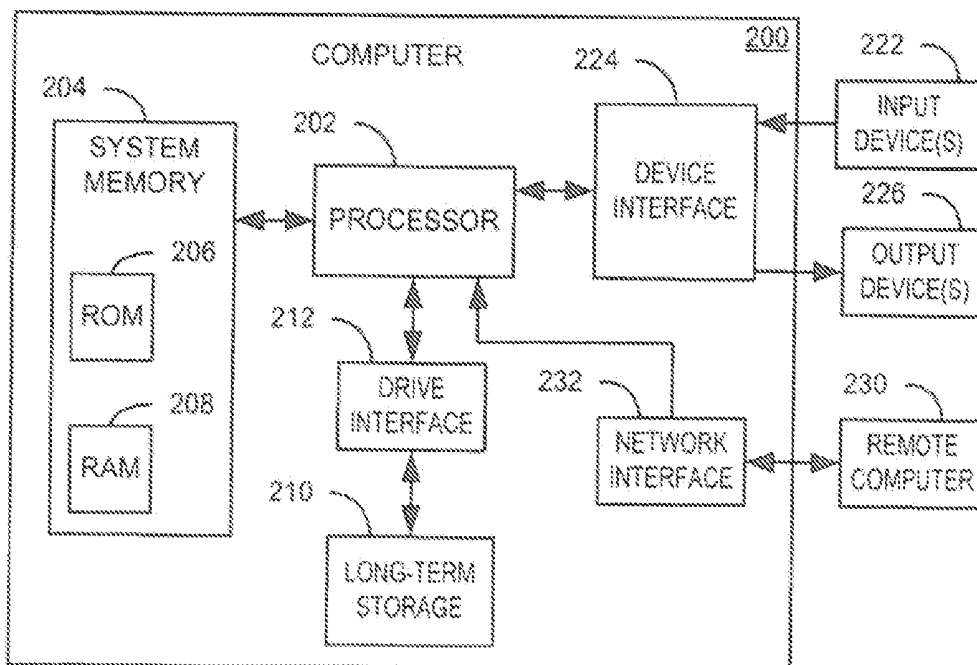 COMPUTER
200
222
INPUT
DEVICE(S)
224
204
SYSTEM
MEMORY
202
PROCESSOR
DEVICE
INTERFACE
226
OUTPUT
DEVICE(S)
206
ROM
212
DRIVE
INTERFACE
232
NETWORK
INTERFACE
230
REMOTE
COMPUTER
208
RAM
210
LONG-TERM
STORAGE